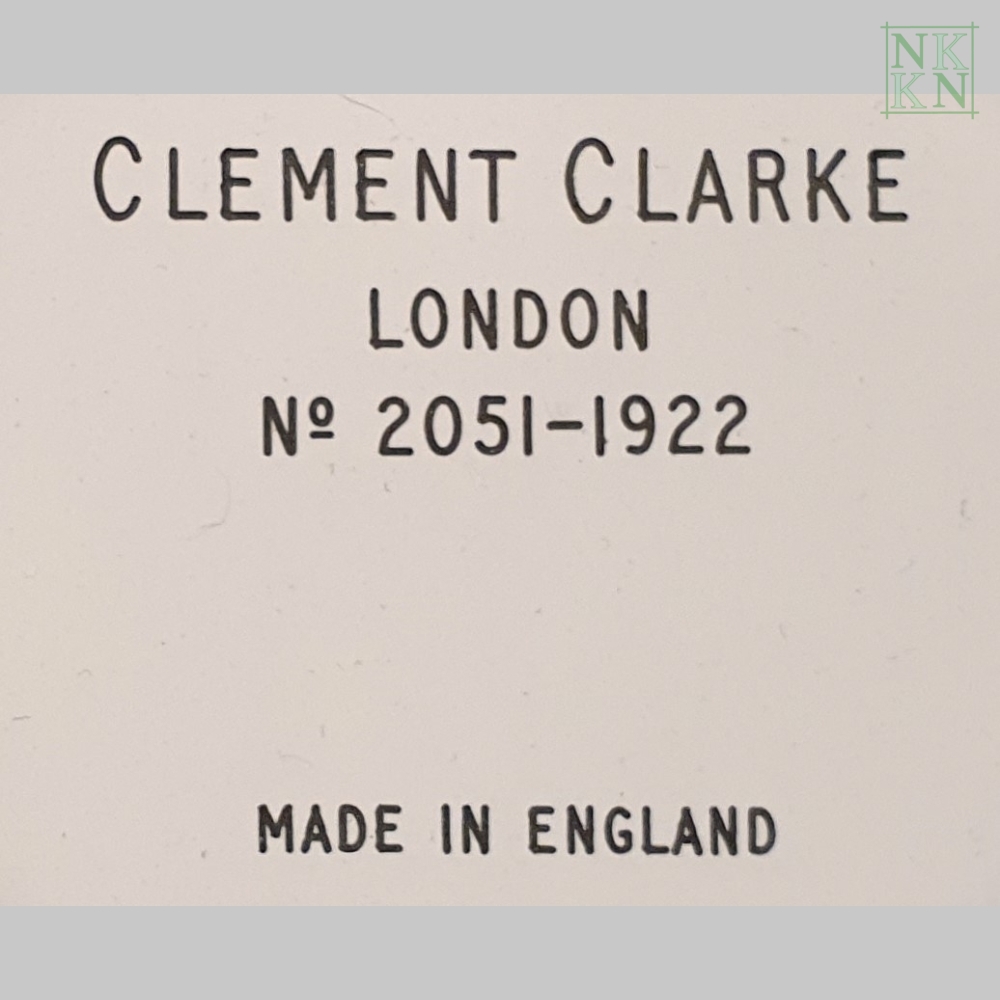 NK
KN
CLEMENT CLARKE
LONDON
Nº 2051-1922
MADE IN ENGLAND